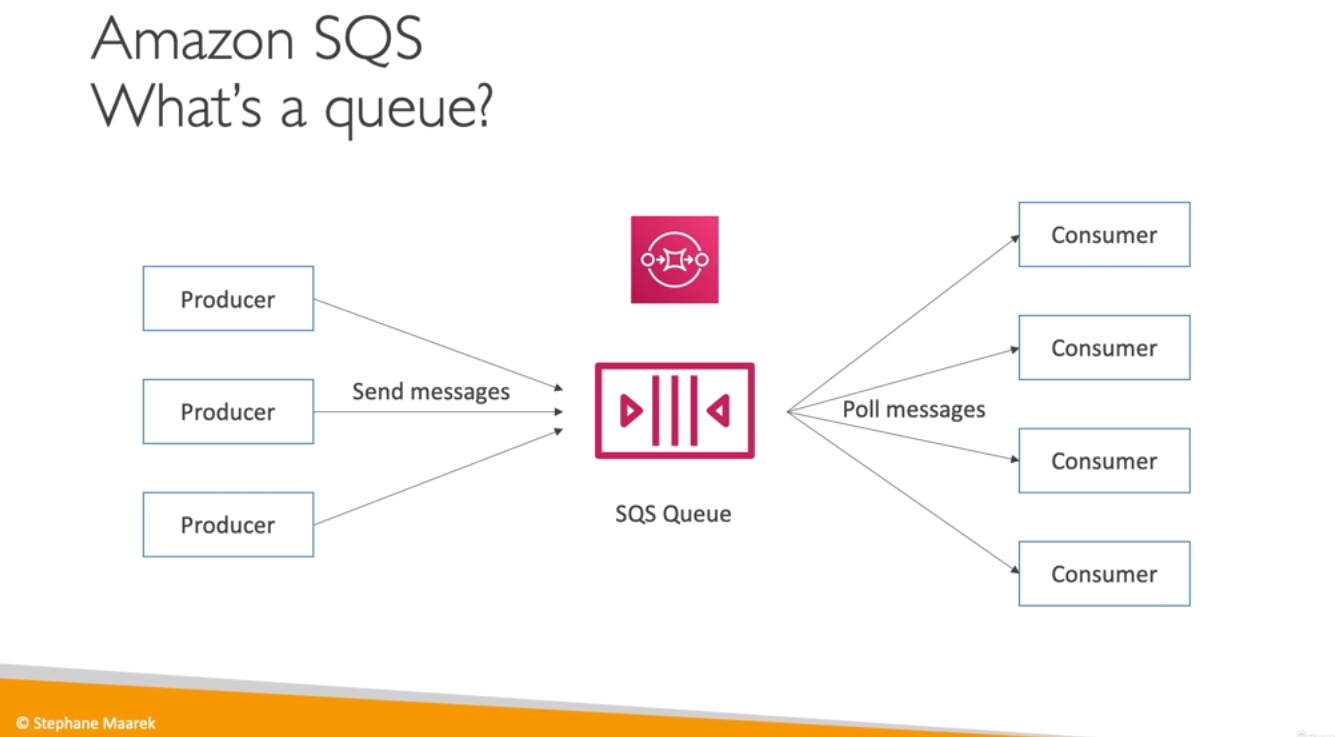 Amazon SQS
What's a queue?
Producer
Producer
Producer
Send messages
SQS Queue
Poll messages
Consumer
Consumer
Consumer
Consumer
© Stephane Maarek